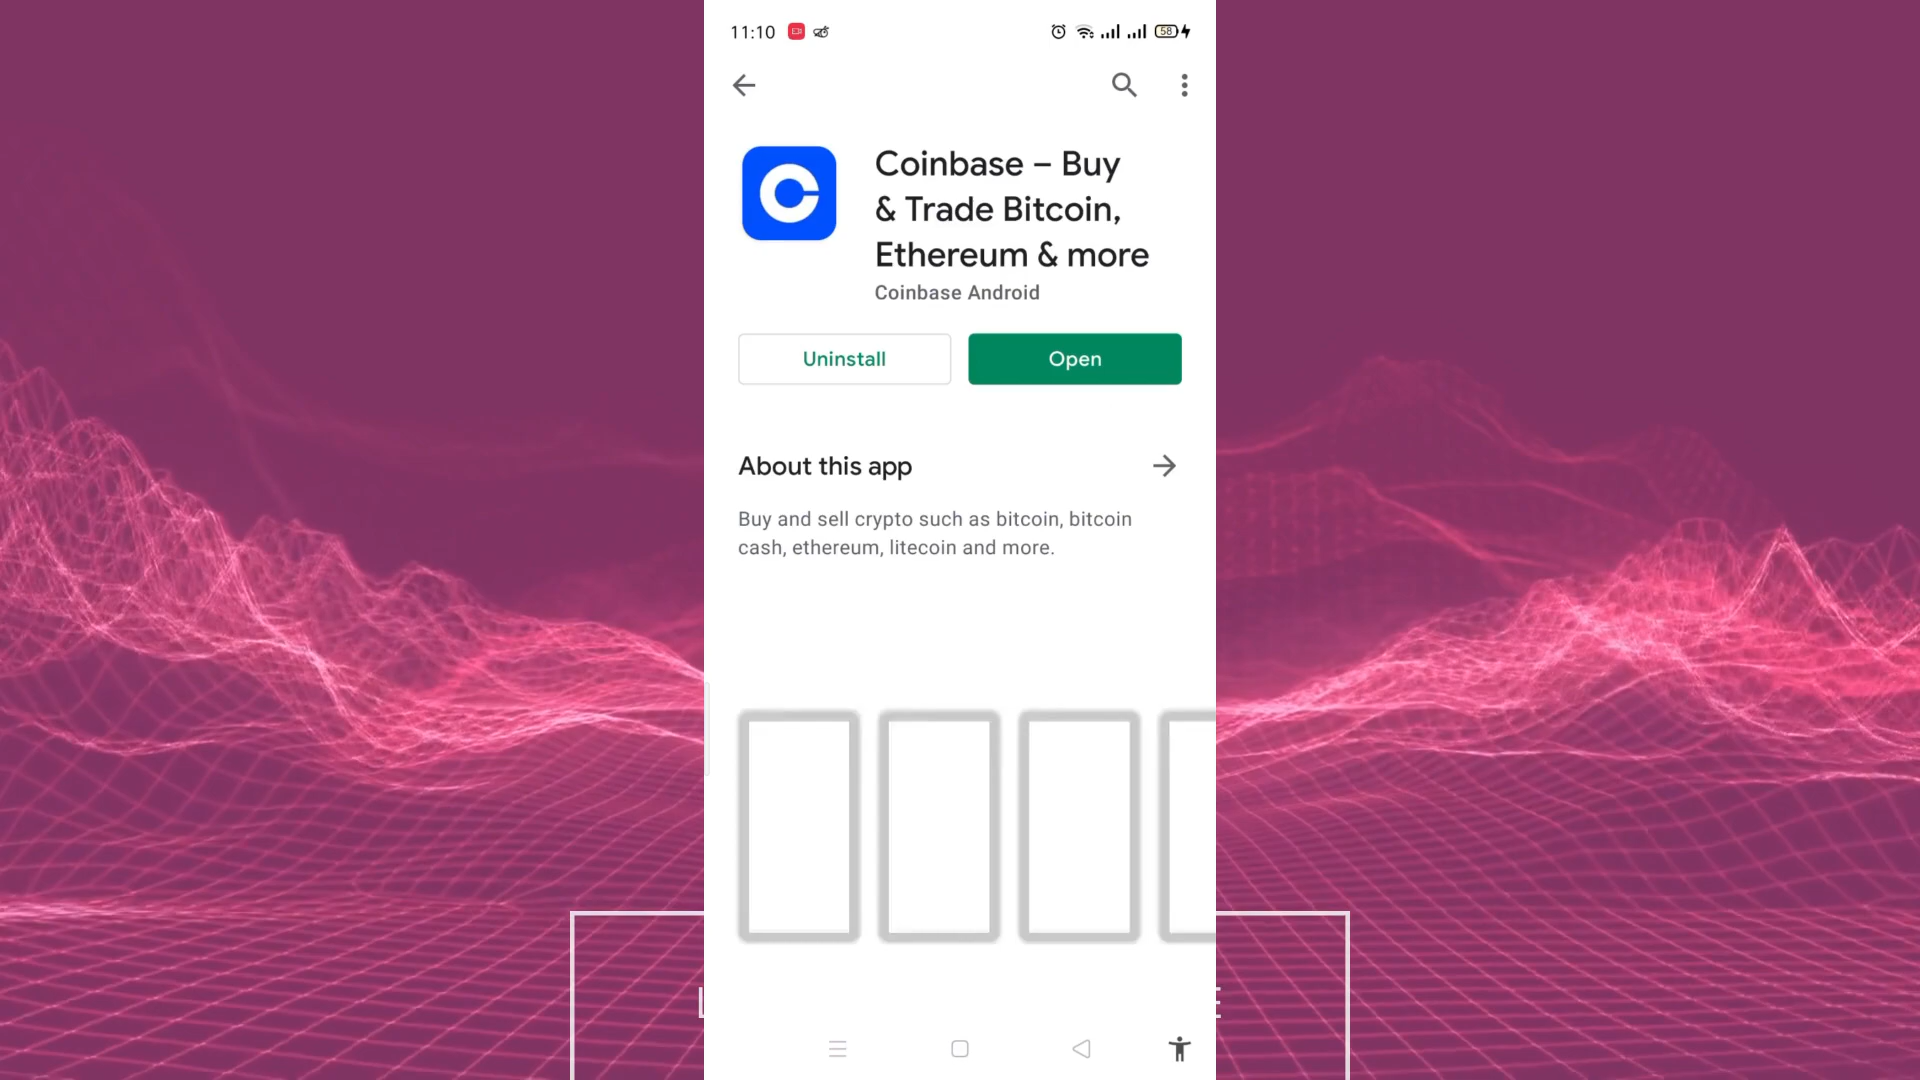 11:10
58
Coinbase – Buy
& Trade Bitcoin,
Ethereum & more
Coinbase Android
Uninstall
Open
About this app
Buy and sell crypto such as bitcoin, bitcoin
cash, ethereum, litecoin and more.